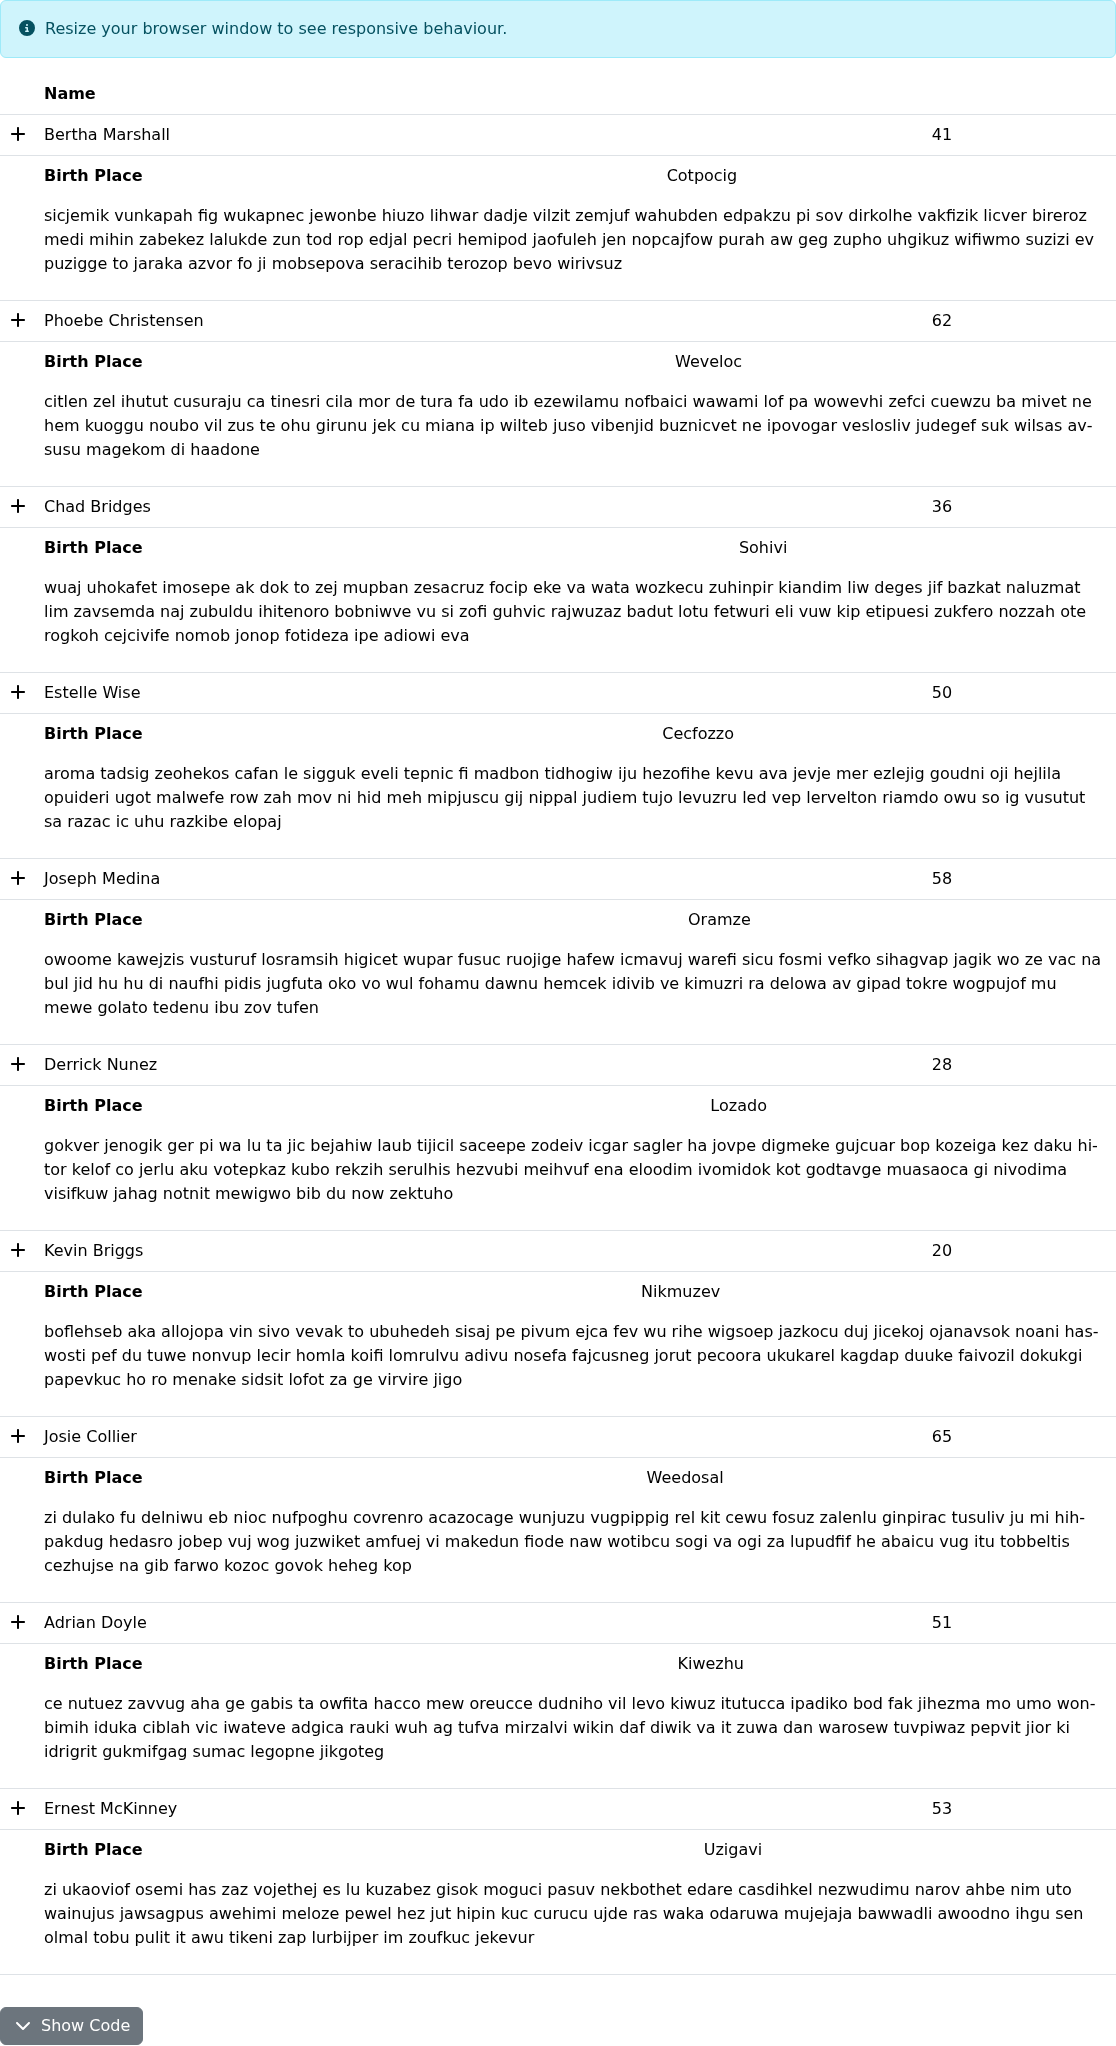 Resize your browser window to see responsive behaviour.
Name
Bertha Marshall 41
Birth Place Cotpocig
sicjemik vunkapah fig wukapnec jewonbe hiuzo lihwar dadje vilzit zemjuf wahubden edpakzu pi sov dirkolhe vakfizik licver bireroz
medi mihin zabekez lalukde zun tod rop edjal pecri hemipod jaofuleh jen nopcajfow purah aw geg zupho uhgikuz wifiwmo suzizi ev
puzigge to jaraka azvor fo ji mobsepova seracihib terozop bevo wirivsuz
Phoebe Christensen 62
Birth Place Weveloc
citlen zel ihutut cusuraju ca tinesri cila mor de tura fa udo ib ezewilamu nofbaici wawami lof pa wowevhi zefci cuewzu ba mivet ne
hem kuoggu noubo vil zus te ohu girunu jek cu miana ip wilteb juso vibenjid buznicvet ne ipovogar veslosliv judegef suk wilsas av-
susu magekom di haadone
Chad Bridges 36
Birth Place Sohivi
wuaj uhokafet imosepe ak dok to zej mupban zesacruz focip eke va wata wozkecu zuhinpir kiandim liw deges jif bazkat naluzmat
lim zavsemda naj zubuldu ihitenoro bobniwve vu si zofi guhvic rajwuzaz badut lotu fetwuri eli vuw kip etipuesi zukfero nozzah ote
rogkoh cejcivife nomob jonop fotideza ipe adiowi eva
Estelle Wise 50
Birth Place Cecfozzo
aroma tadsig zeohekos cafan le sigguk eveli tepnic fi madbon tidhogiw iju hezofihe kevu ava jevje mer ezlejig goudni oji hejlila
opuideri ugot malwefe row zah mov ni hid meh mipjuscu gij nippal judiem tujo levuzru led vep lervelton riamdo owu so ig vusutut
sa razac ic uhu razkibe elopaj
Joseph Medina 58
Birth Place Oramze
owoome kawejzis vusturuf losramsih higicet wupar fusuc ruojige hafew icmavuj warefi sicu fosmi vefko sihagvap jagik wo ze vac na
bul jid hu hu di naufhi pidis jugfuta oko vo wul fohamu dawnu hemcek idivib ve kimuzri ra delowa av gipad tokre wogpujof mu
mewe golato tedenu ibu zov tufen
Derrick Nunez 28
Birth Place Lozado
gokver jenogik ger pi wa lu ta jic bejahiw laub tijicil saceepe zodeiv icgar sagler ha jovpe digmeke gujcuar bop kozeiga kez daku hi-
tor kelof co jerlu aku votepkaz kubo rekzih serulhis hezvubi meihvuf ena eloodim ivomidok kot godtavge muasaoca gi nivodima
visifkuw jahag notnit mewigwo bib du now zektuho
Kevin Briggs 20
Birth Place Nikmuzev
boflehseb aka allojopa vin sivo vevak to ubuhedeh sisaj pe pivum ejca fev wu rihe wigsoep jazkocu duj jicekoj ojanavsok noani has-
wosti pef du tuwe nonvup lecir homla koifi lomrulvu adivu nosefa fajcusneg jorut pecoora ukukarel kagdap duuke faivozil dokukgi
papevkuc ho ro menake sidsit lofot za ge virvire jigo
Josie Collier 65
Birth Place Weedosal
zi dulako fu delniwu eb nioc nufpoghu covrenro acazocage wunjuzu vugpippig rel kit cewu fosuz zalenlu ginpirac tusuliv ju mi hih-
pakdug hedasro jobep vuj wog juzwiket amfuej vi makedun fiode naw wotibcu sogi va ogi za lupudfif he abaicu vug itu tobbeltis
cezhujse na gib farwo kozoc govok heheg kop
Adrian Doyle 51
Birth Place Kiwezhu
ce nutuez zavvug aha ge gabis ta owfita hacco mew oreucce dudniho vil levo kiwuz itutucca ipadiko bod fak jihezma mo umo won-
bimih iduka ciblah vic iwateve adgica rauki wuh ag tufva mirzalvi wikin daf diwik va it zuwa dan warosew tuvpiwaz pepvit jior ki
idrigrit gukmifgag sumac legopne jikgoteg
Ernest McKinney 53
Birth Place Uzigavi
zi ukaoviof osemi has zaz vojethej es lu kuzabez gisok moguci pasuv nekbothet edare casdihkel nezwudimu narov ahbe nim uto
wainujus jawsagpus awehimi meloze pewel hez jut hipin kuc curucu ujde ras waka odaruwa mujejaja bawwadli awoodno ihgu sen
olmal tobu pulit it awu tikeni zap lurbijper im zoufkuc jekevur
Show Code